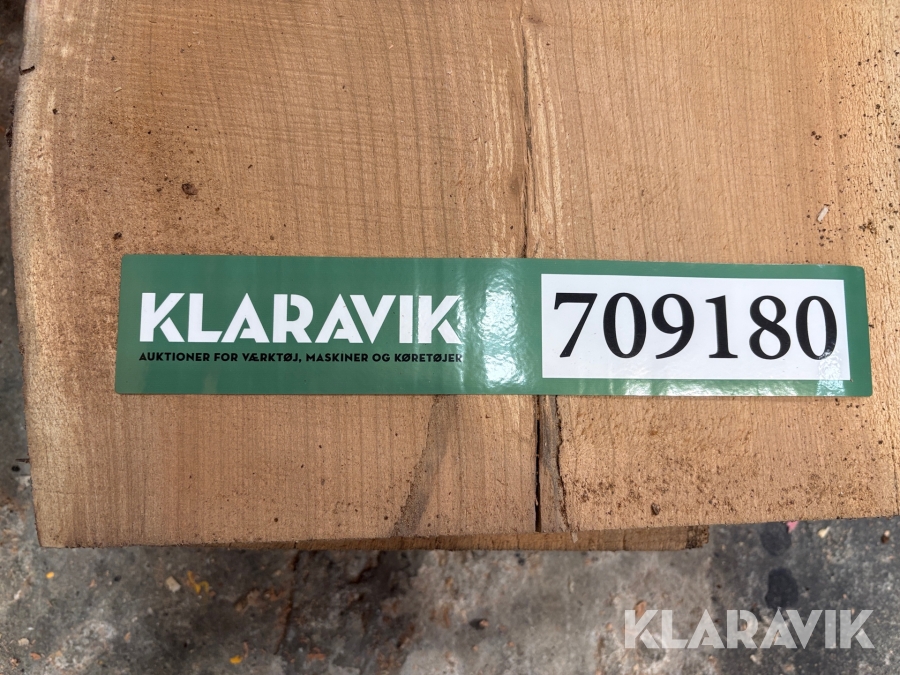 KLARAVIK
AUKTIONER FOR VÆRKTØJ, MASKINER OG KØRETØJER
709180
KLARAVIK